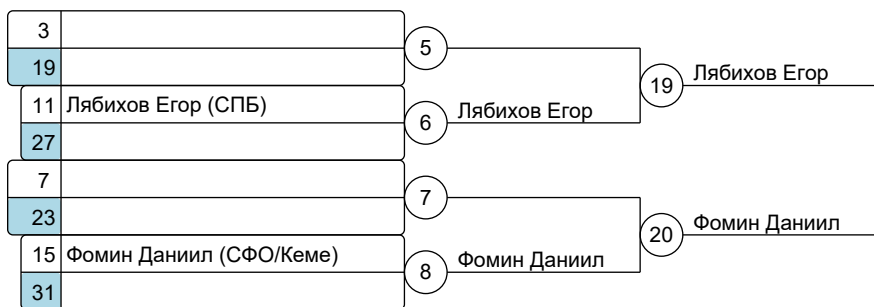 3
19
5
11 Лябихов Егор (СПБ)
27
6 Лябихов Егор
19 Лябихов Егор
7
23
7
15 Фомин Даниил (СФО/Кеме)
31
8 Фомин Даниил
20 Фомин Даниил